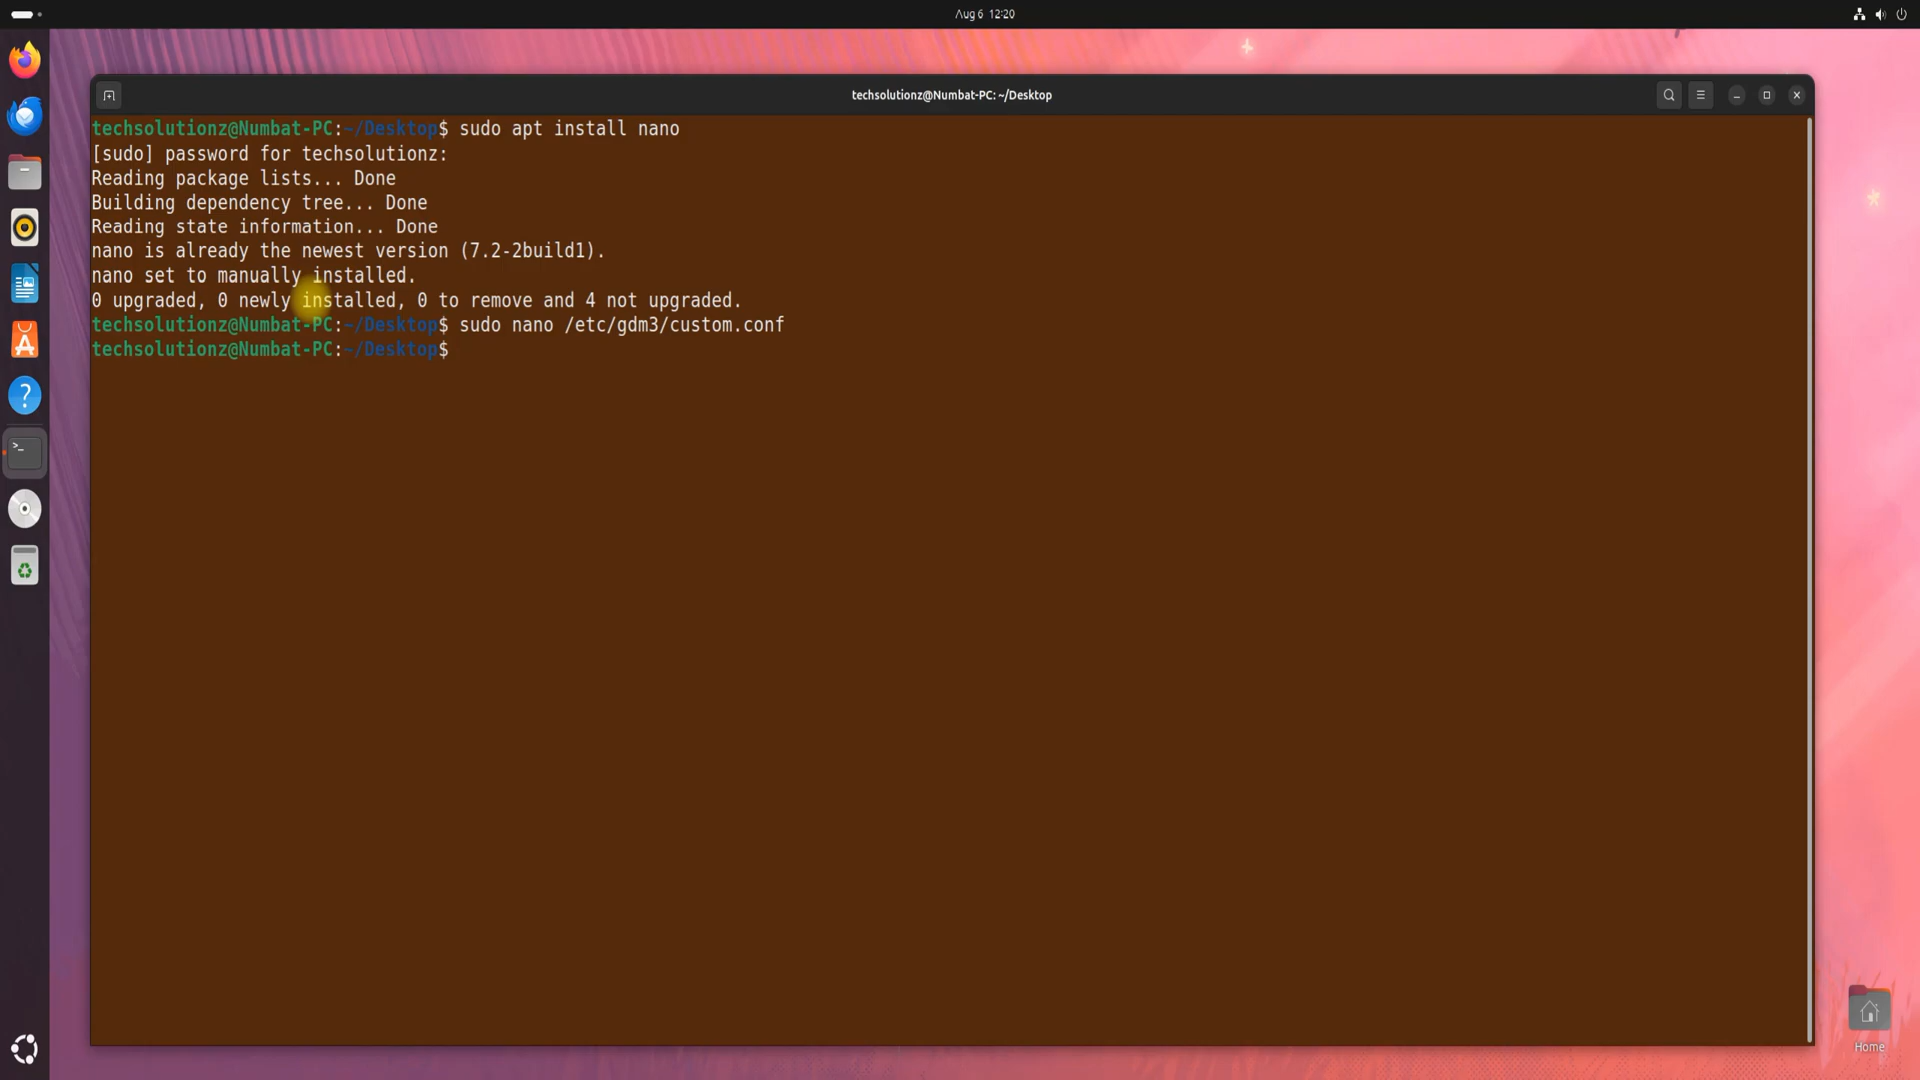 Aug 6 12:20
techsolutionz@Numbat-PC: ~/Desktop
techsolutionz@Numbat-PC:~/Desktop$ sudo apt install nano
[sudo] password for techsolutionz:
Reading package lists... Done
Building dependency tree... Done
Reading state information... Done
nano is already the newest version (7.2-2build1).
nano set to manually installed.
0 upgraded, 0 newly installed, 0 to remove and 4 not upgraded.
techsolutionz@Numbat-PC:~/Desktop$ sudo nano /etc/gdm3/custom.conf
techsolutionz@Numbat-PC:~/Desktop$
Home